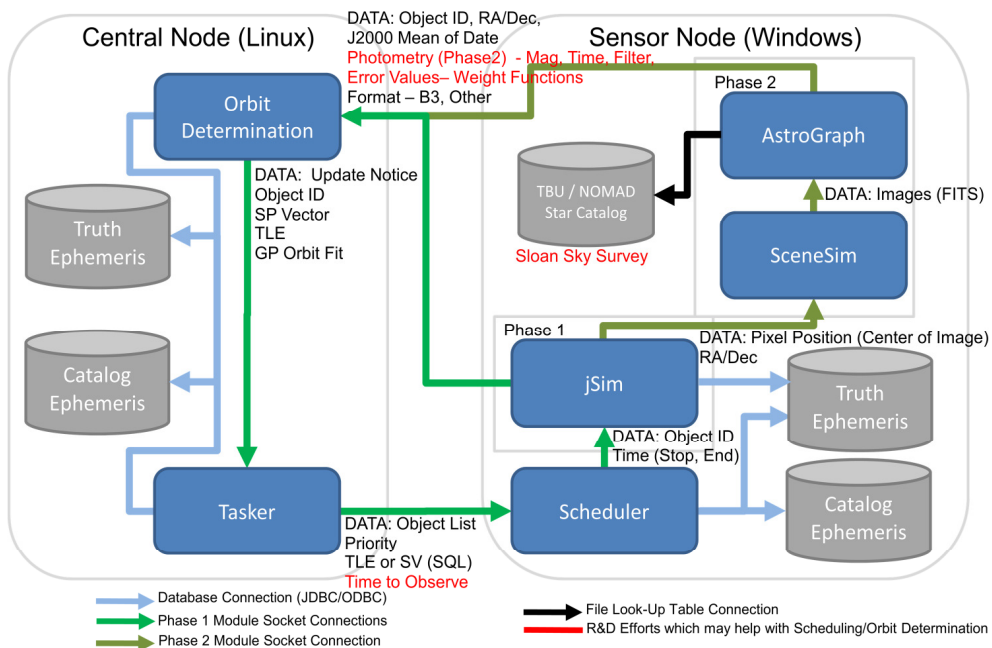 Central Node (Linux)
DATA: Object ID, RA/Dec,
J2000 Mean of Date
Photometry (Phase2) - Mag, Time, Filter,
Error Values– Weight Functions
Format – B3, Other
Sensor Node (Windows)
Phase 2
Orbit
Determination
AstroGraph
TBU / NOMAD
Star Catalog
Sloan Sky Survey
DATA: Images (FITS)
DATA: Update Notice
Object ID
SP Vector
TLE
GP Orbit Fit
Truth
Ephemeris
SceneSim
Phase 1
DATA: Pixel Position (Center of Image)
RA/Dec
Catalog
Ephemeris
jSim
Truth
Ephemeris
DATA: Object ID
Time (Stop, End)
Tasker
DATA: Object List
Priority
TLE or SV (SQL)
Time to Observe
Scheduler
Catalog
Ephemeris
Database Connection (JDBC/ODBC)
Phase 1 Module Socket Connections
Phase 2 Module Socket Connection
File Look-Up Table Connection
R&D Efforts which may help with Scheduling/Orbit Determination